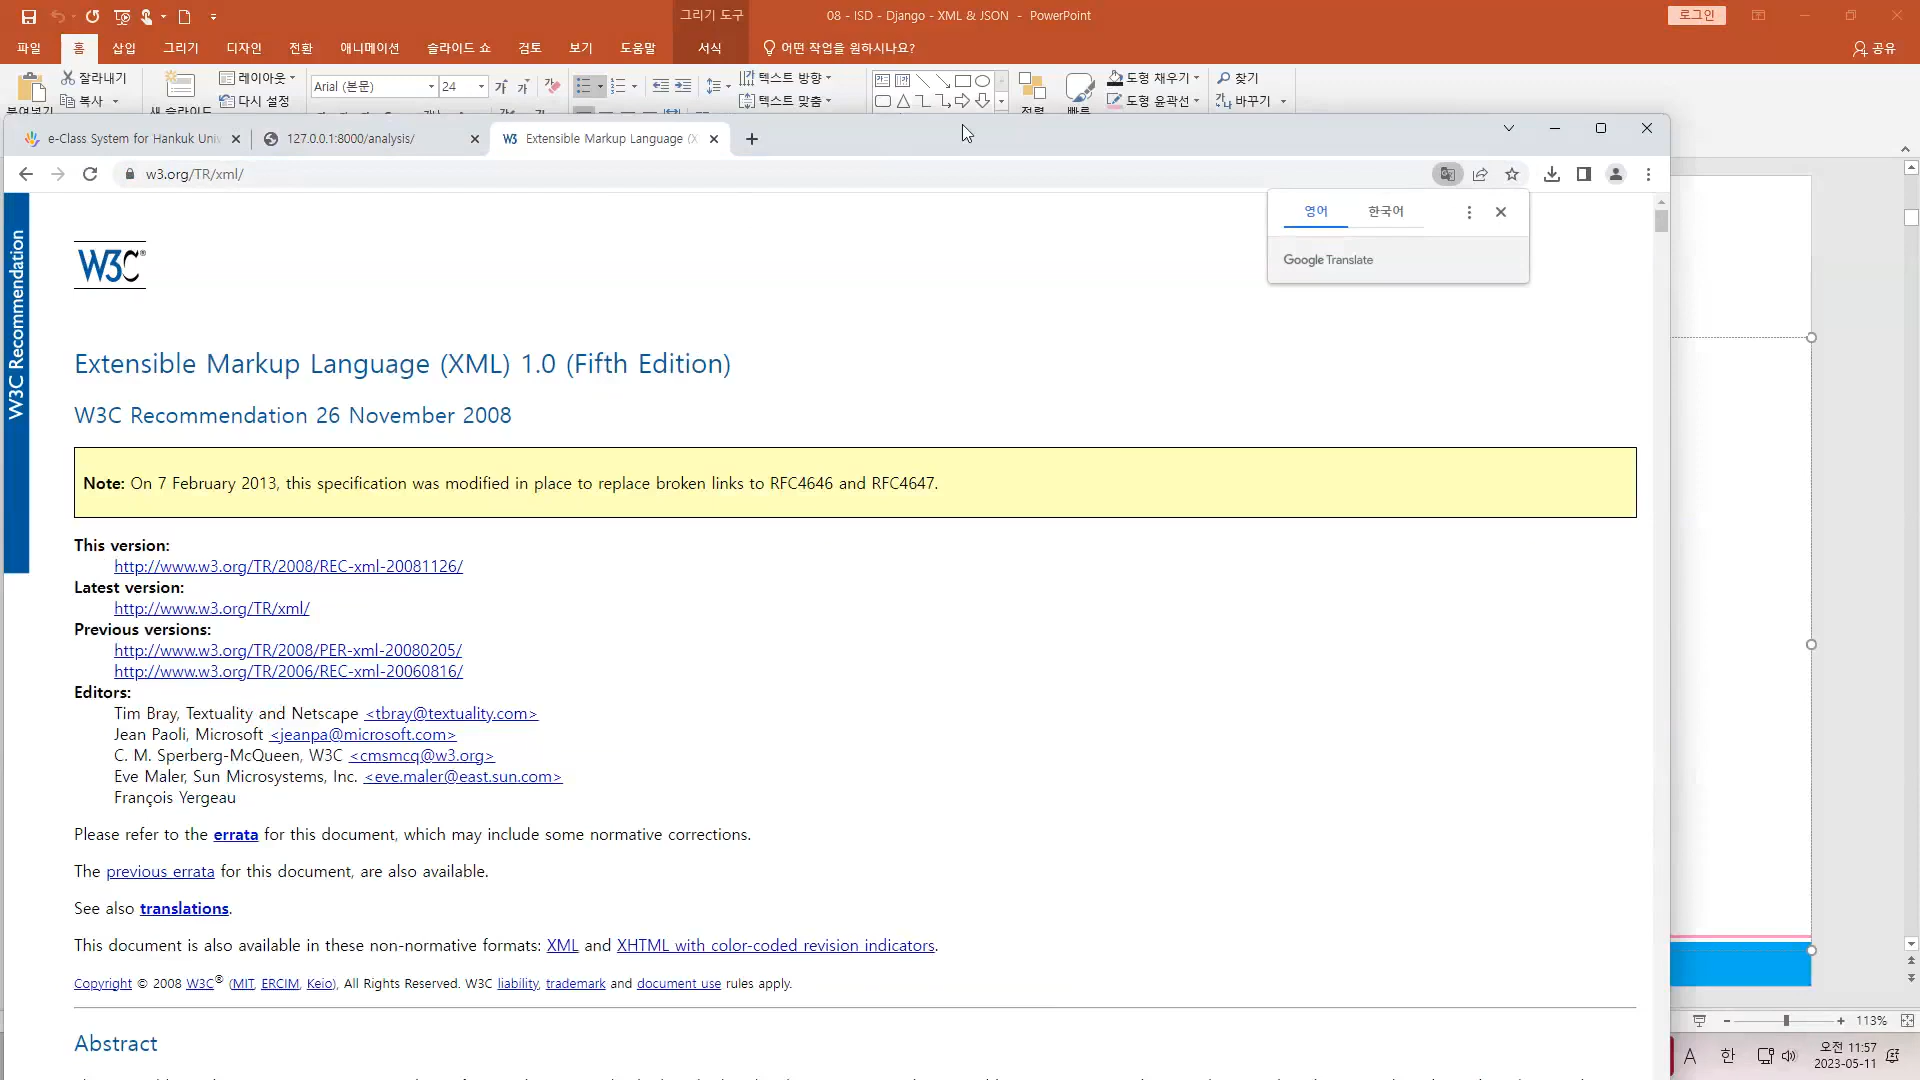 그리기 도구
08 - ISD - Django - XML & JSON - PowerPoint
로그인
파일 홈 삽입 그리기 디자인 전환 애니메이션 슬라이드 쇼 검토 보기 도움말 서식 어떤 작업을 원하시나요? 공유
잘라내기 레이아웃 Arial (본문) 24 텍스트 방향 도형 채우기 찾기
복사 다시 설정 텍스트 맞춤 도형 윤곽선 바꾸기
e-Class System for Hankuk Univ 127.0.0.1:8000/analysis/ W3 Extensible Markup Language (X
w3.org/TR/xml/
영어 한국어
Google Translate
W3C Recommendation
W3C®
Extensible Markup Language (XML) 1.0 (Fifth Edition)
W3C Recommendation 26 November 2008
Note: On 7 February 2013, this specification was modified in place to replace broken links to RFC4646 and RFC4647.
This version:
http://www.w3.org/TR/2008/REC-xml-20081126/
Latest version:
http://www.w3.org/TR/xml/
Previous versions:
http://www.w3.org/TR/2008/PER-xml-20080205/
http://www.w3.org/TR/2006/REC-xml-20060816/
Editors:
Tim Bray, Textuality and Netscape <tbray@textuality.com>
Jean Paoli, Microsoft <jeanpa@microsoft.com>
C. M. Sperberg-McQueen, W3C <cmsmcq@w3.org>
Eve Maler, Sun Microsystems, Inc. <eve.maler@east.sun.com>
François Yergeau
Please refer to the errata for this document, which may include some normative corrections.
The previous errata for this document, are also available.
See also translations.
This document is also available in these non-normative formats: XML and XHTML with color-coded revision indicators.
Copyright © 2008 W3C® (MIT, ERCIM, Keio), All Rights Reserved. W3C liability, trademark and document use rules apply.
Abstract
113%
A 한 오전 11:57
2023-05-11